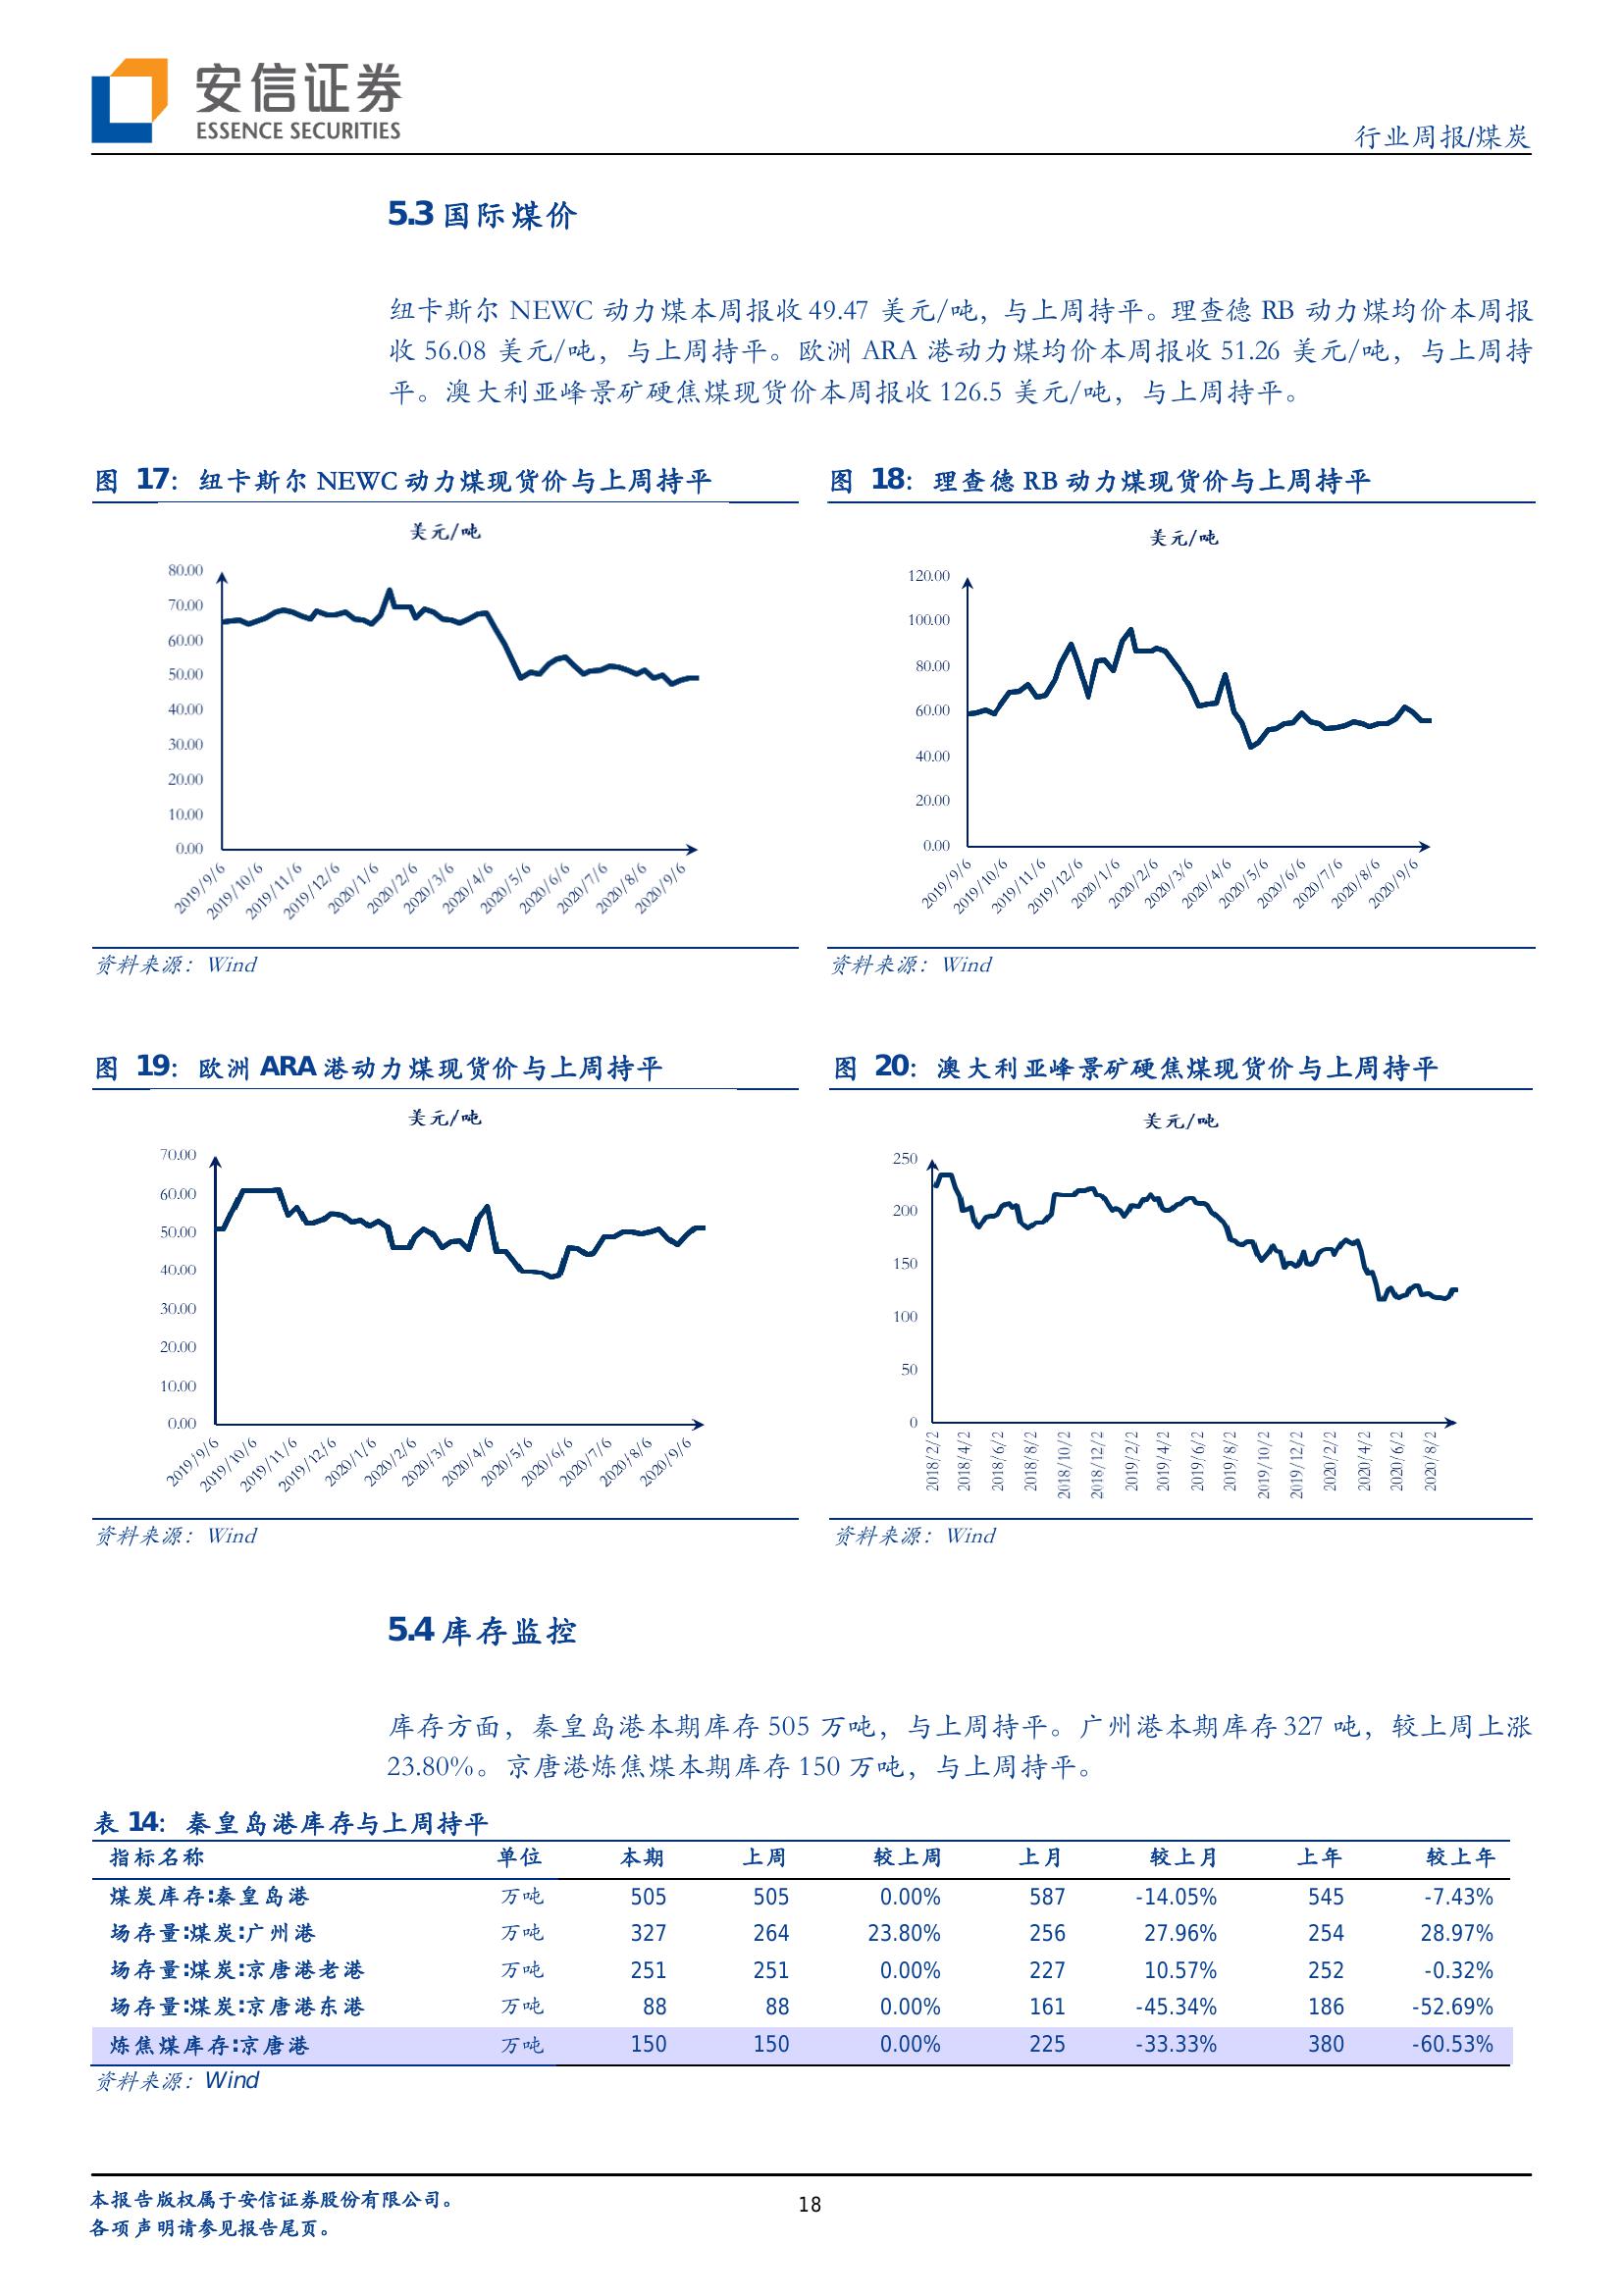 安信证券
ESSENCE SECURITIES
行业周报/煤炭
5.3 国际煤价
纽卡斯尔 NEWC 动力煤本周报收 49.47 美元/吨，与上周持平。理查德 RB 动力煤均价本周报
收 56.08 美元/吨，与上周持平。欧洲 ARA 港动力煤均价本周报收 51.26 美元/吨，与上周持
平。澳大利亚峰景矿硬焦煤现货价本周报收 126.5 美元/吨，与上周持平。
图 17：纽卡斯尔 NEWC 动力煤现货价与上周持平
美元/吨
80.00
70.00
60.00
50.00
40.00
30.00
20.00
10.00
0.00
2019/9/6 2019/10/6 2019/11/6 2019/12/6 2020/1/6 2020/2/6 2020/3/6 2020/4/6 2020/5/6 2020/6/6 2020/7/6 2020/8/6 2020/9/6
资料来源：Wind
图 18：理查德 RB 动力煤现货价与上周持平
美元/吨
120.00
100.00
80.00
60.00
40.00
20.00
0.00
2019/9/6 2019/10/6 2019/11/6 2019/12/6 2020/1/6 2020/2/6 2020/3/6 2020/4/6 2020/5/6 2020/6/6 2020/7/6 2020/8/6 2020/9/6
资料来源：Wind
图 19：欧洲 ARA 港动力煤现货价与上周持平
美元/吨
70.00
60.00
50.00
40.00
30.00
20.00
10.00
0.00
2019/9/6 2019/10/6 2019/11/6 2019/12/6 2020/1/6 2020/2/6 2020/3/6 2020/4/6 2020/5/6 2020/6/6 2020/7/6 2020/8/6 2020/9/6
资料来源：Wind
图 20：澳大利亚峰景矿硬焦煤现货价与上周持平
美元/吨
250
200
150
100
50
0
2018/2/2 2018/4/2 2018/6/2 2018/8/2 2018/10/2 2018/12/2 2019/2/2 2019/4/2 2019/6/2 2019/8/2 2019/10/2 2019/12/2 2020/2/2 2020/4/2 2020/6/2 2020/8/2
资料来源：Wind
5.4 库存监控
库存方面，秦皇岛港本期库存 505 万吨，与上周持平。广州港本期库存 327 吨，较上周上涨
23.80%。京唐港炼焦煤本期库存 150 万吨，与上周持平。
表 14：秦皇岛港库存与上周持平
指标名称 单位 本期 上周 较上周 上月 较上月 上年 较上年
煤炭库存:秦皇岛港 万吨 505 505 0.00% 587 -14.05% 545 -7.43%
场存量:煤炭:广州港 万吨 327 264 23.80% 256 27.96% 254 28.97%
场存量:煤炭:京唐港老港 万吨 251 251 0.00% 227 10.57% 252 -0.32%
场存量:煤炭:京唐港东港 万吨 88 88 0.00% 161 -45.34% 186 -52.69%
炼焦煤库存:京唐港 万吨 150 150 0.00% 225 -33.33% 380 -60.53%
资料来源：Wind
本报告版权属于安信证券股份有限公司。
各项声明请参见报告尾页。
18